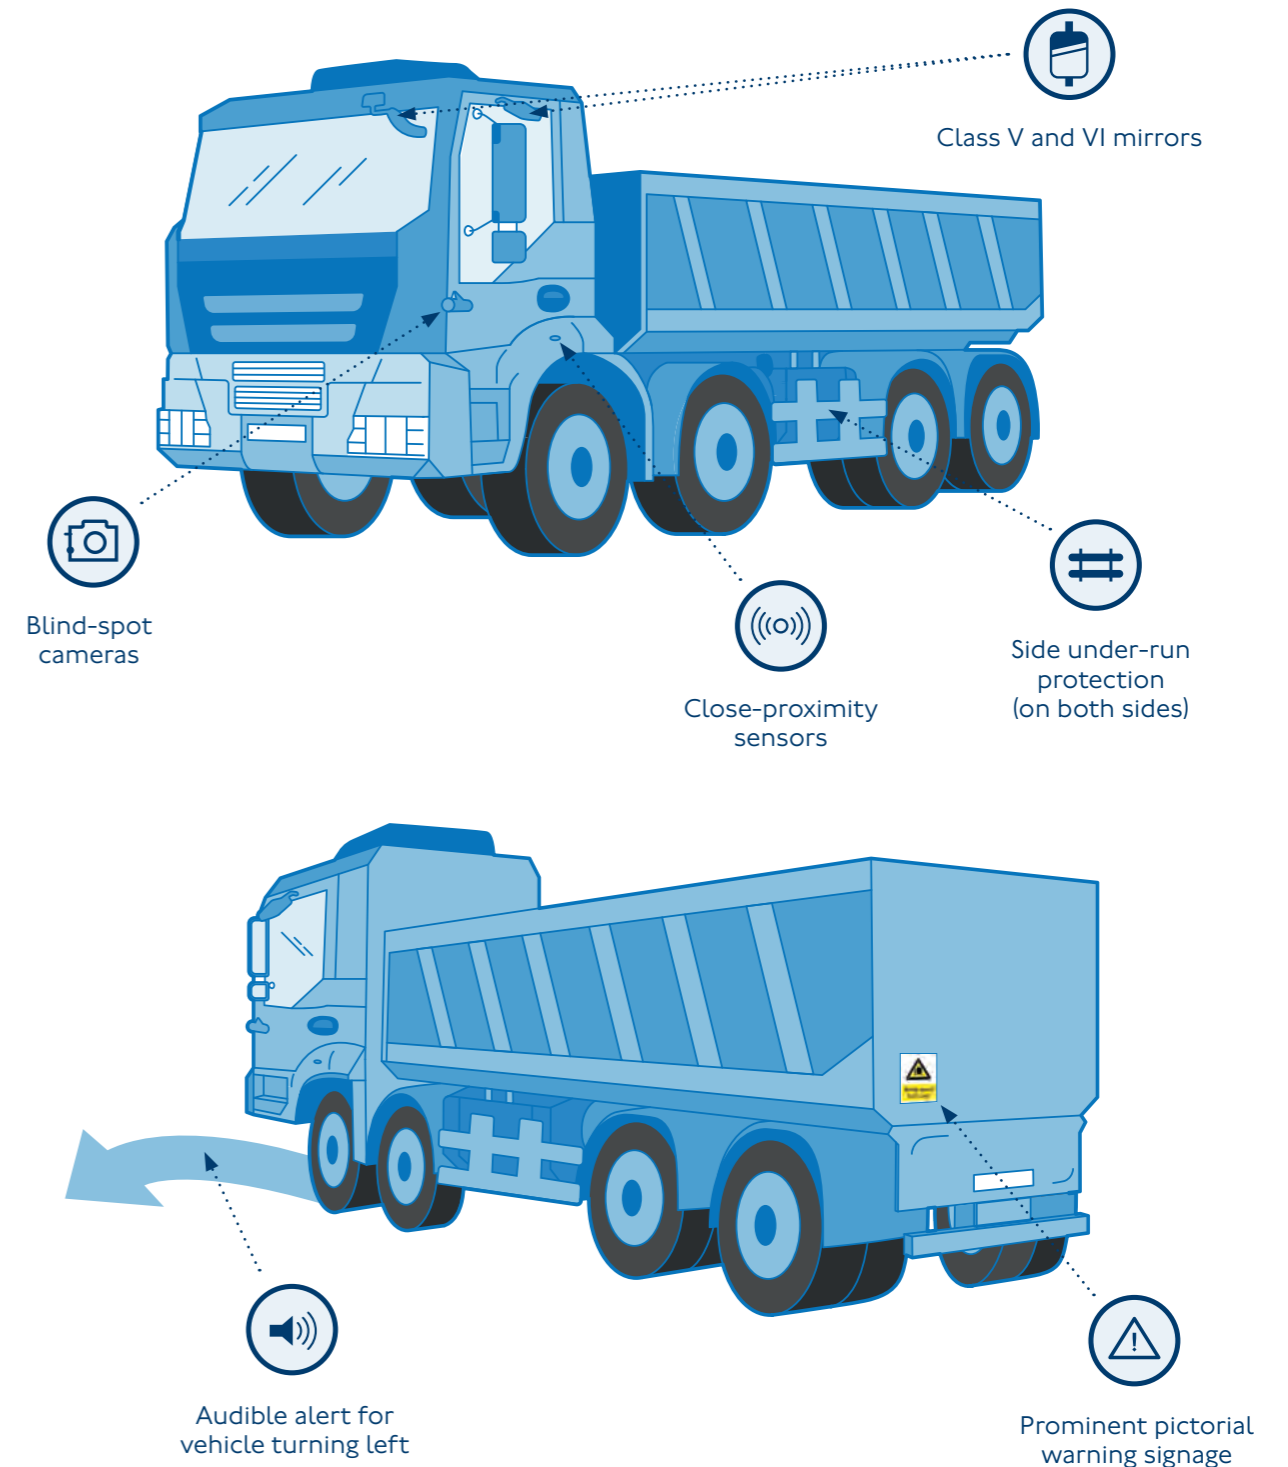 Class V and VI mirrors
Blind-spot
cameras
Close-proximity
sensors
Side under-run
protection
(on both sides)
Audible alert for
vehicle turning left
Prominent pictorial
warning signage